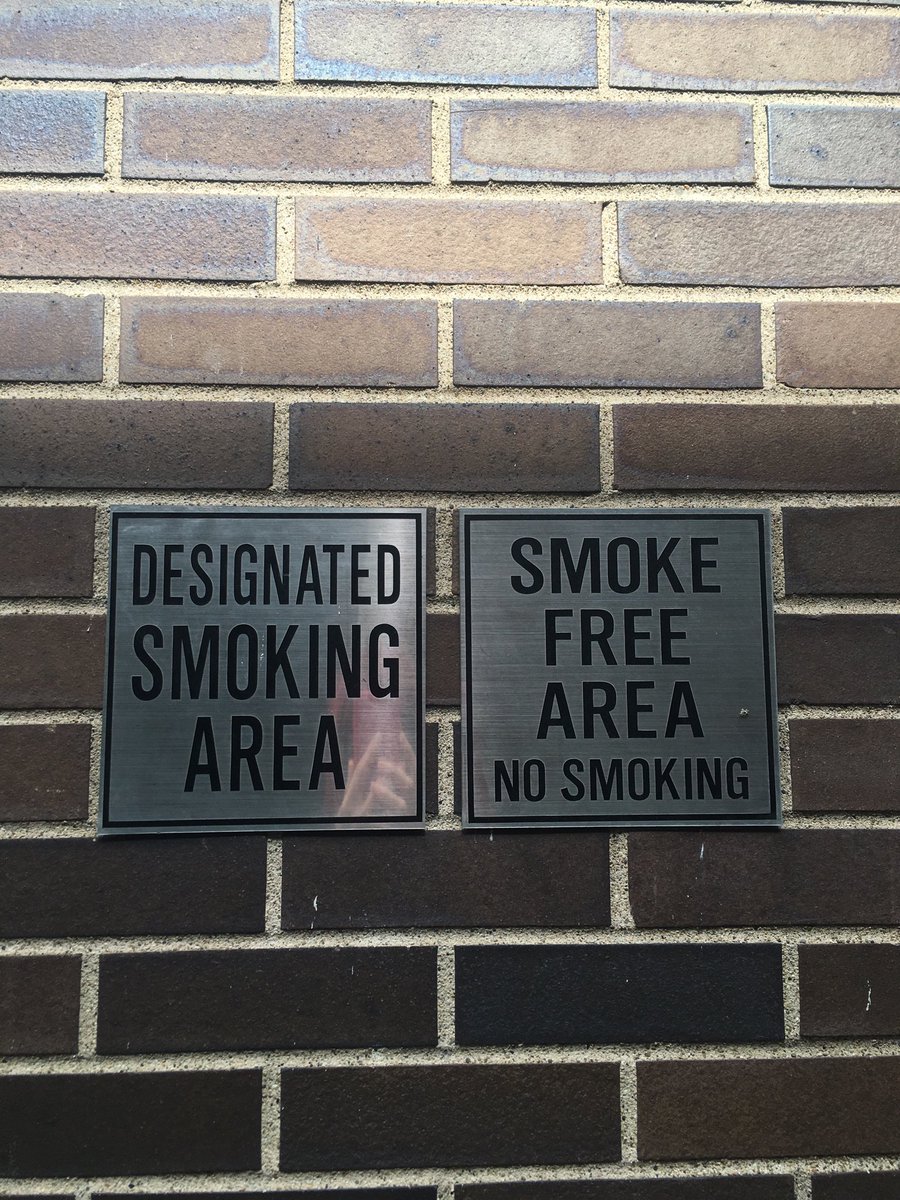 DESIGNATED
SMOKING
AREA
SMOKE
FREE
AREA
NO SMOKING